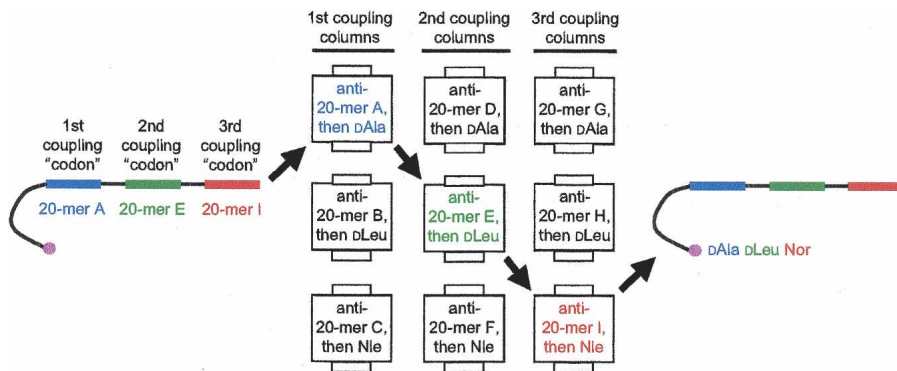 1st coupling
columns
2nd coupling
columns
3rd coupling
columns
1st
coupling
"codon"
2nd
coupling
"codon"
3rd
coupling
"codon"
20-mer A
20-mer E
20-mer I
anti-
20-mer A,
then DAla
anti-
20-mer D,
then DAla
anti-
20-mer G,
then DAla
anti-
20-mer B,
then DLeu
anti-
20-mer E,
then DLeu
anti-
20-mer H,
then DLeu
anti-
20-mer C,
then Nle
anti-
20-mer F,
then Nle
anti-
20-mer I,
then Nle
DAla DLeu Nor